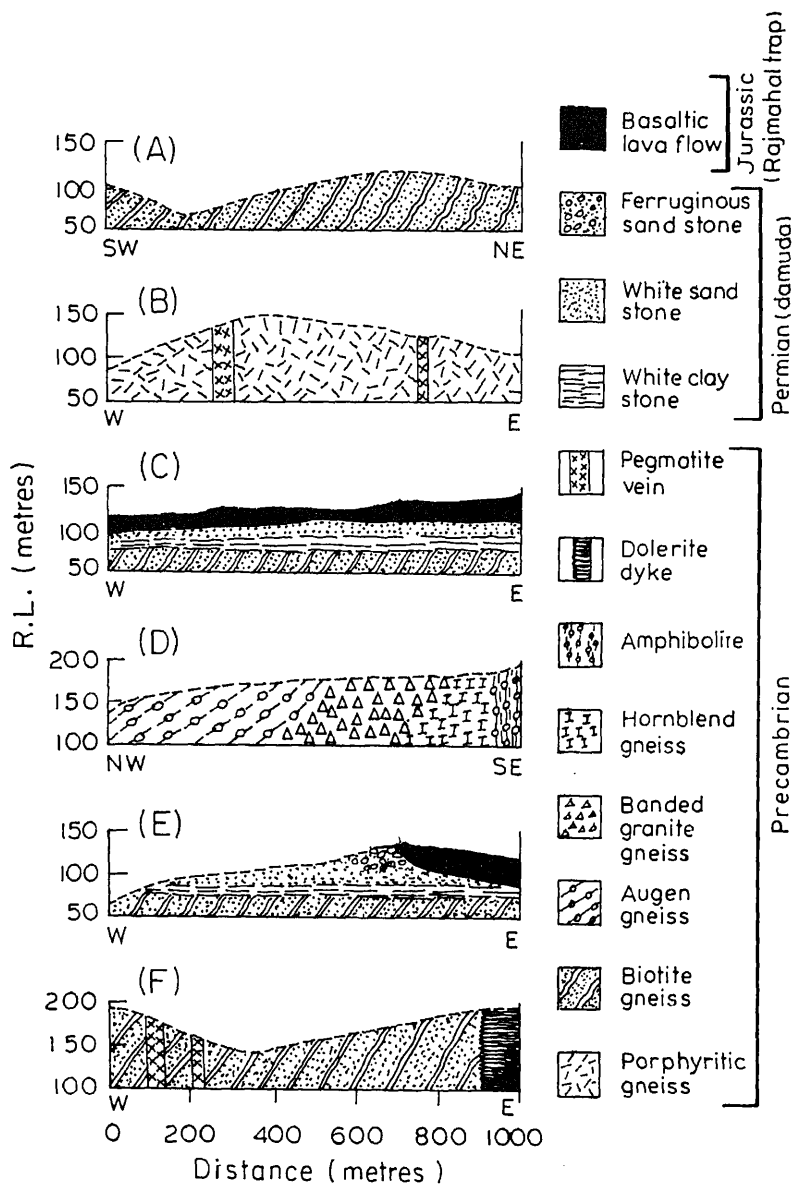 (A)
150
100
50
SW
NE
(B)
150
100
50
W
E
(C)
150
100
50
W
E
R.L. (metres)
(D)
200
150
100
NW
SE
(E)
150
100
50
W
E
(F)
200
150
100
W
E
0 200 400 600 800 1000
Distance (metres)
Basaltic
lava flow
Jurassic
(Rajmahal trap)
Ferruginous
sand stone
White sand
stone
White clay
stone
Permian (damuda)
Pegmatite
vein
Dolerite
dyke
Amphibolite
Hornblend
gneiss
Banded
granite
gneiss
Augen
gneiss
Biotite
gneiss
Porphyritic
gneiss
Precambrian